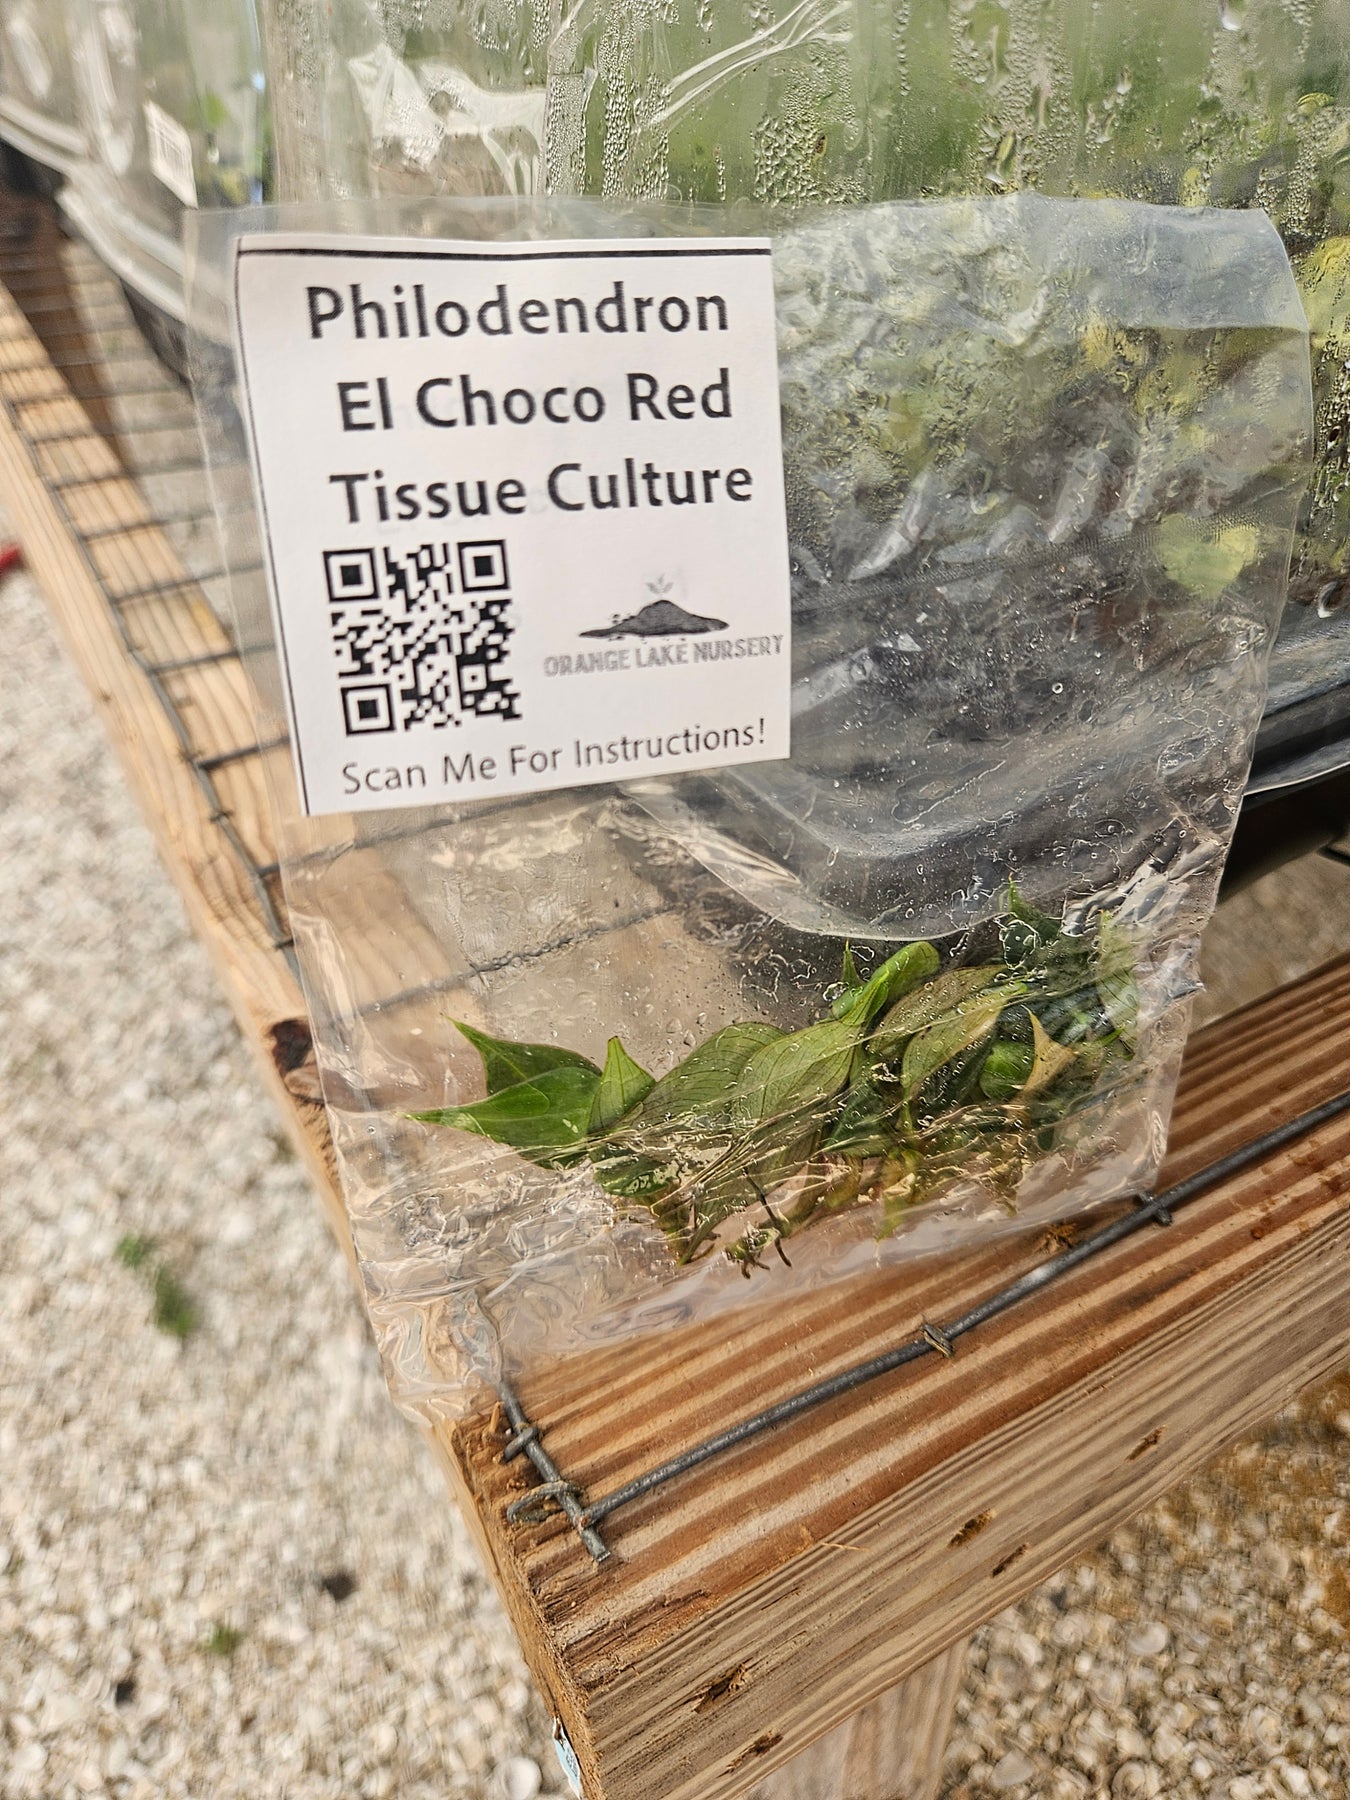 Philodendron
El Choco Red
Tissue Culture
ORANGE LAKE NURSERY
Scan Me For Instructions!